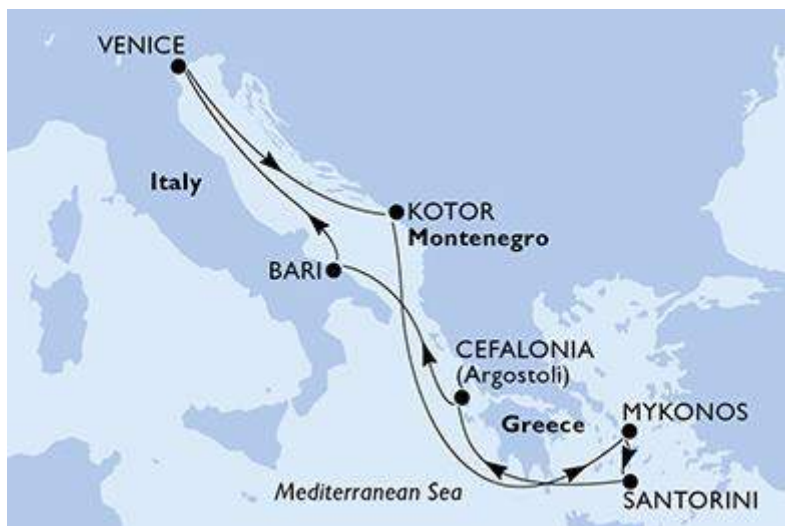 VENICE
Italy
KOTOR
Montenegro
BARI
CEFALONIA
(Argostoli)
Greece
MYKONOS
SANTORINI
Mediterranean Sea